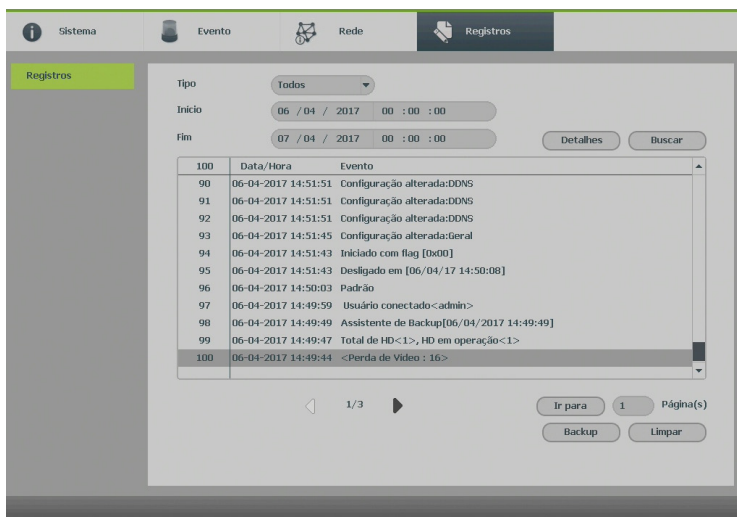 Sistema
Evento
Rede
Registros
Registros
Tipo Todos
Início 06 / 04 / 2017 00 : 00 : 00
Fim 07 / 04 / 2017 00 : 00 : 00
Detalhes Buscar
100 Data/Hora Evento
90 06-04-2017 14:51:51 Configuração alterada:DDNS
91 06-04-2017 14:51:51 Configuração alterada:DDNS
92 06-04-2017 14:51:51 Configuração alterada:DDNS
93 06-04-2017 14:51:45 Configuração alterada:Geral
94 06-04-2017 14:51:43 Iniciado com flag [0x00]
95 06-04-2017 14:51:43 Desligado em [06/04/17 14:50:08]
96 06-04-2017 14:50:03 Padrão
97 06-04-2017 14:49:59 Usuário conectado<admin>
98 06-04-2017 14:49:49 Assistente de Backup[06/04/2017 14:49:49]
99 06-04-2017 14:49:47 Total de HD<1>, HD em operação<1>
100 06-04-2017 14:49:44 <Perda de Vídeo : 16>
1/3
Ir para 1 Página(s)
Backup Limpar